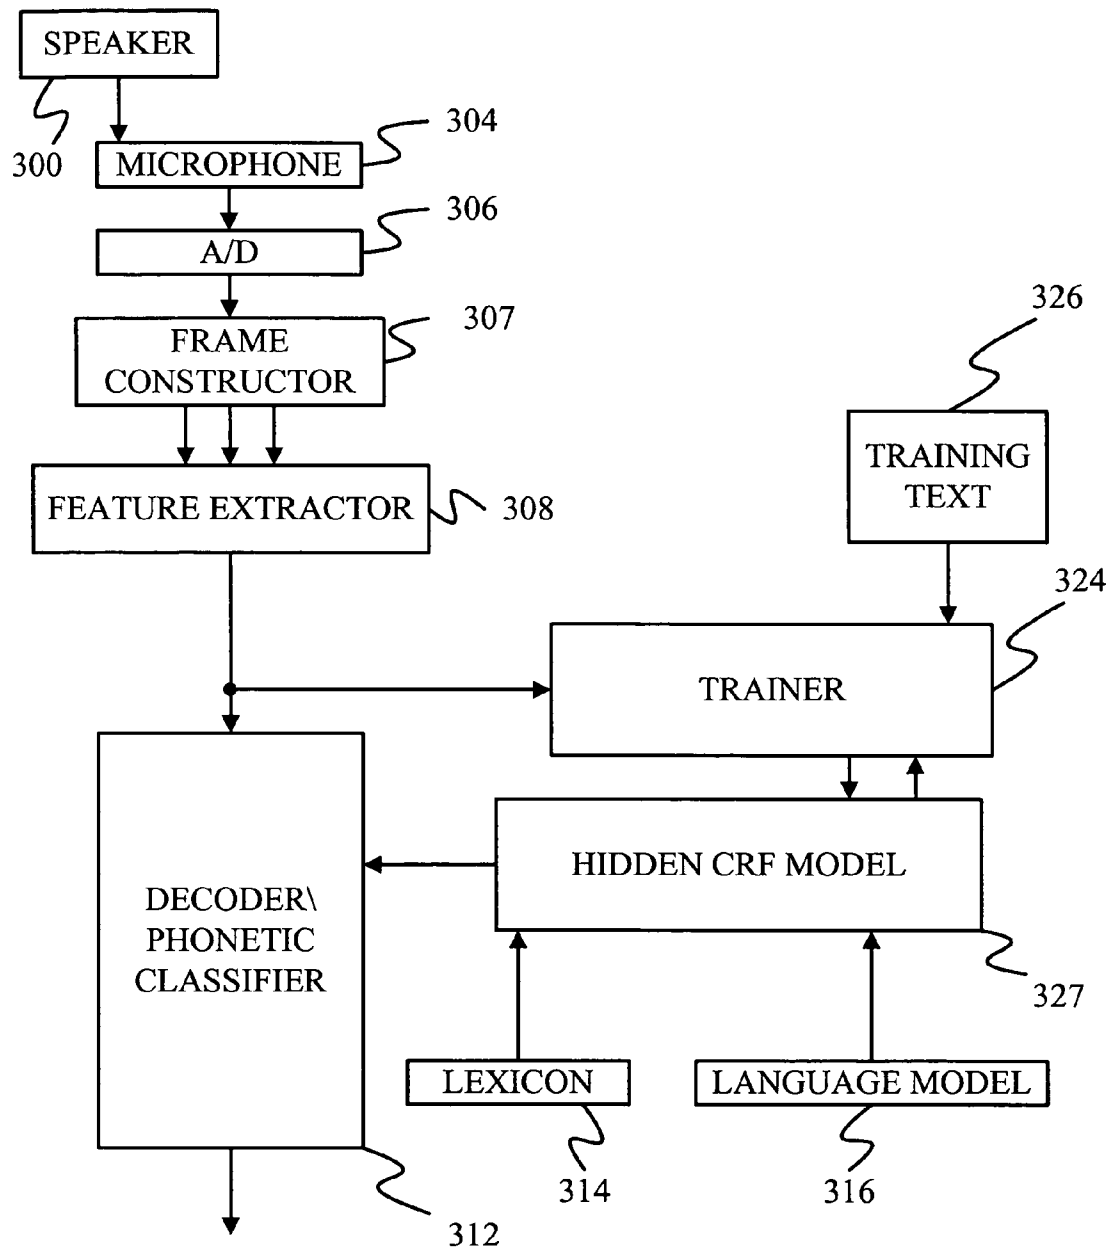 SPEAKER
300
304
MICROPHONE
306
A/D
307
FRAME
CONSTRUCTOR
326
TRAINING
TEXT
FEATURE EXTRACTOR
308
324
TRAINER
HIDDEN CRF MODEL
327
DECODER\
PHONETIC
CLASSIFIER
LEXICON
LANGUAGE MODEL
314
316
312